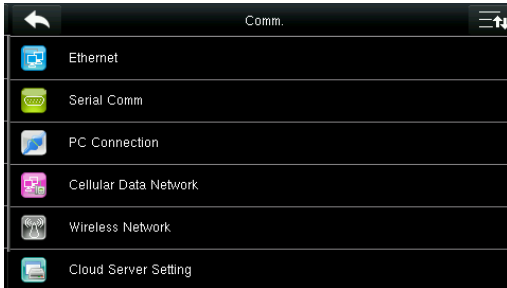 Comm.
Ethernet
Serial Comm
PC Connection
Cellular Data Network
Wireless Network
Cloud Server Setting